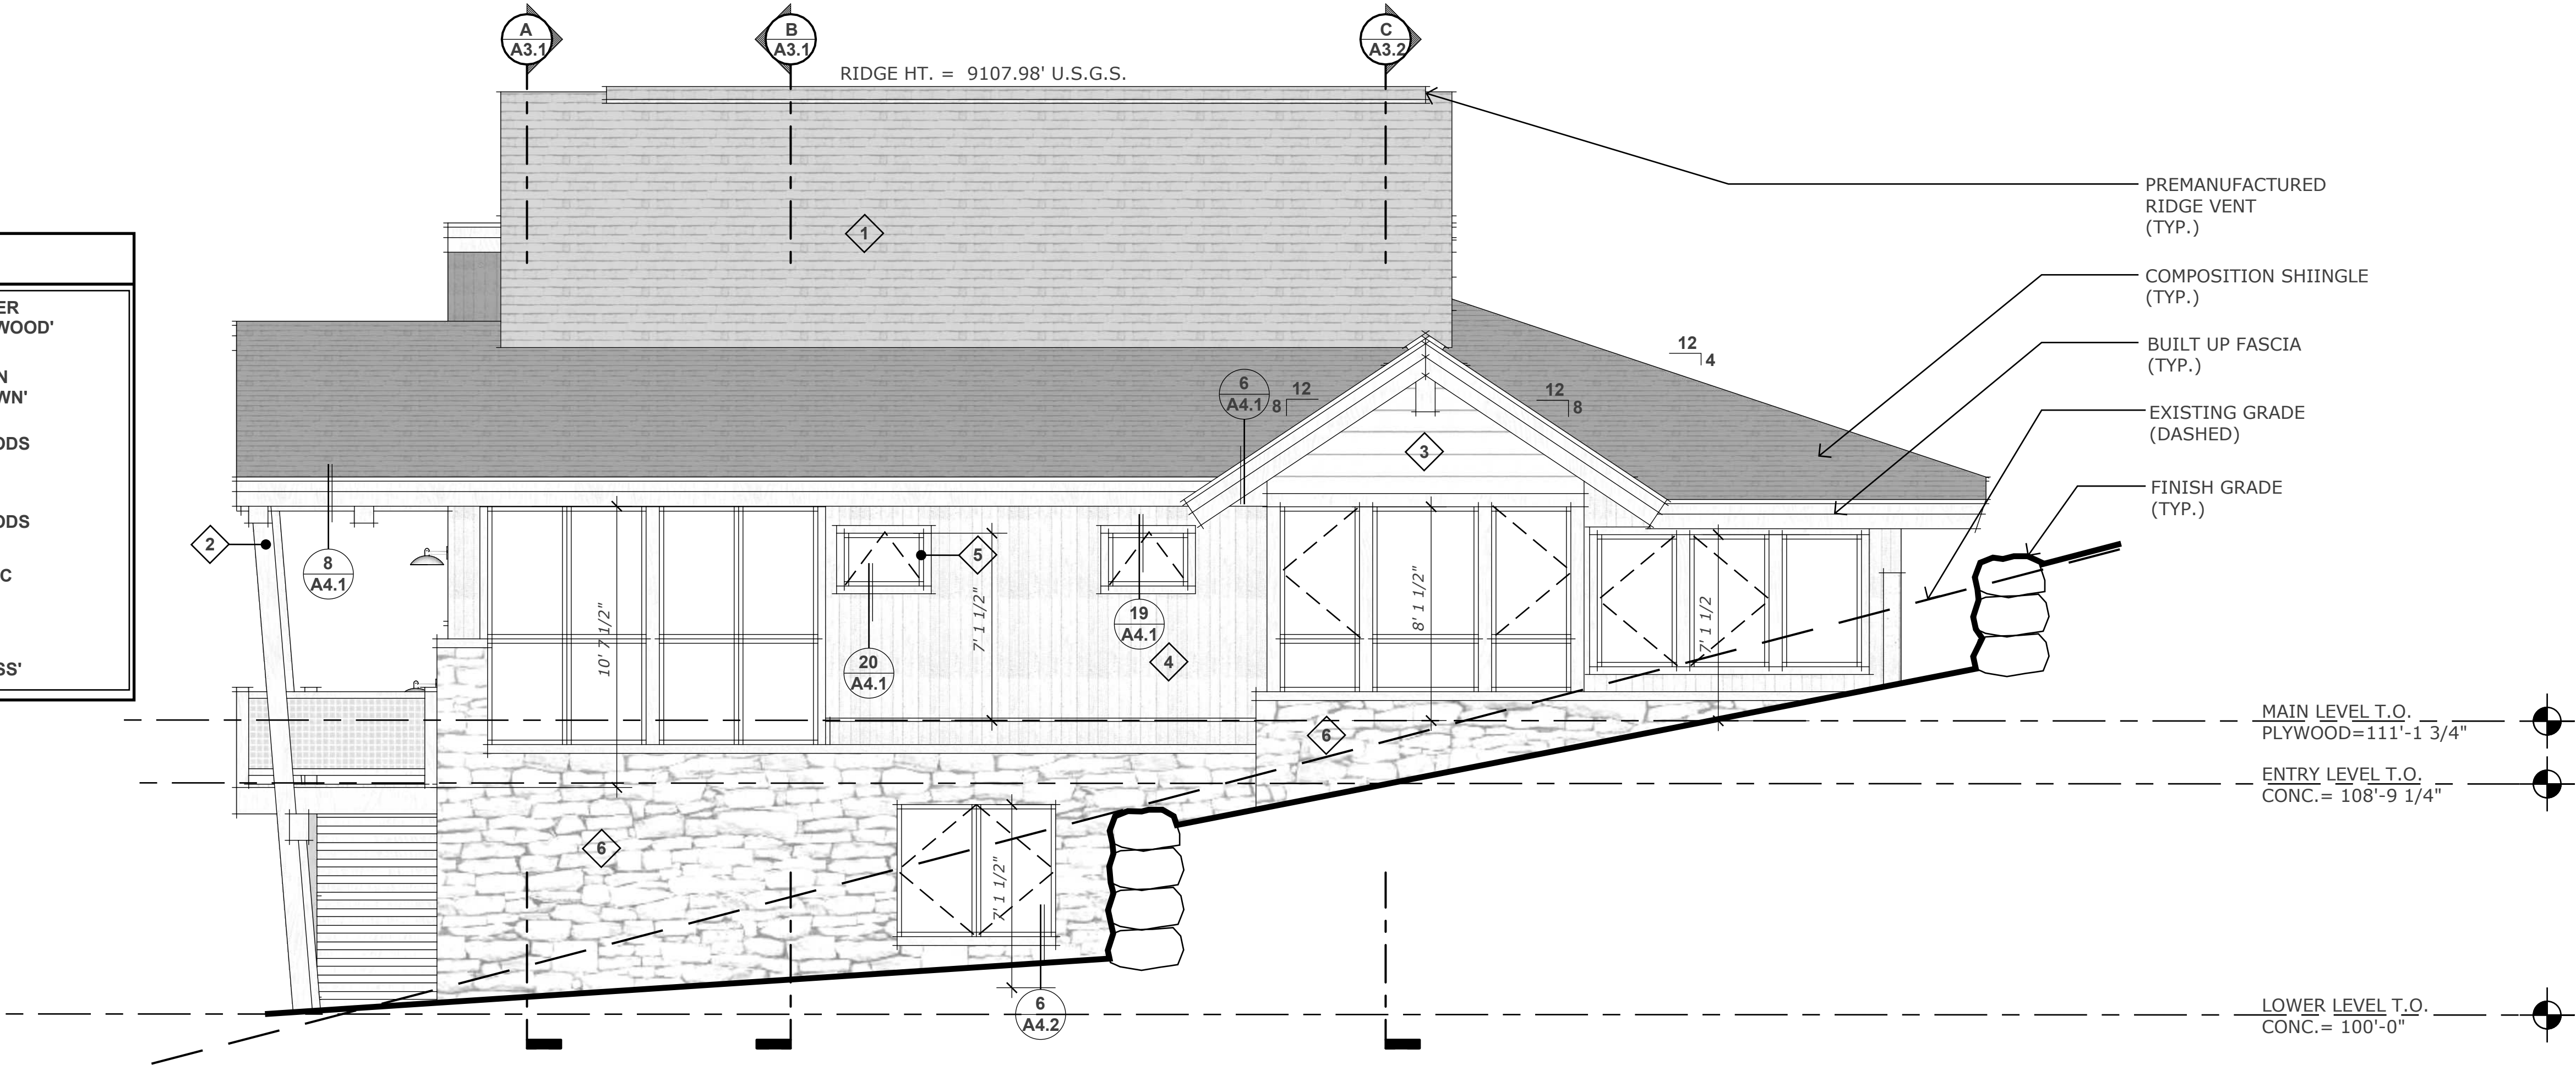 A
A3.1
B
A3.1
C
A3.2
RIDGE HT. = 9107.98' U.S.G.S.
1
PREMANUFACTURED
RIDGE VENT
(TYP.)
COMPOSITION SHIINGLE
(TYP.)
BUILT UP FASCIA
(TYP.)
EXISTING GRADE
(DASHED)
FINISH GRADE
(TYP.)
12
4
6
A4.1
12
8
12
8
3
2
8
A4.1
5
10' 7 1/2"
7' 1 1/2"
8' 1 1/2"
7' 1 1/2
20
A4.1
19
A4.1
4
6
6
7' 1 1/2"
6
A4.2
MAIN LEVEL T.O.
PLYWOOD=111'-1 3/4"
ENTRY LEVEL T.O.
CONC.= 108'-9 1/4"
LOWER LEVEL T.O.
CONC.= 100'-0"
ER
WOOD'
N
WN'
ODS
ODS
C
SS'